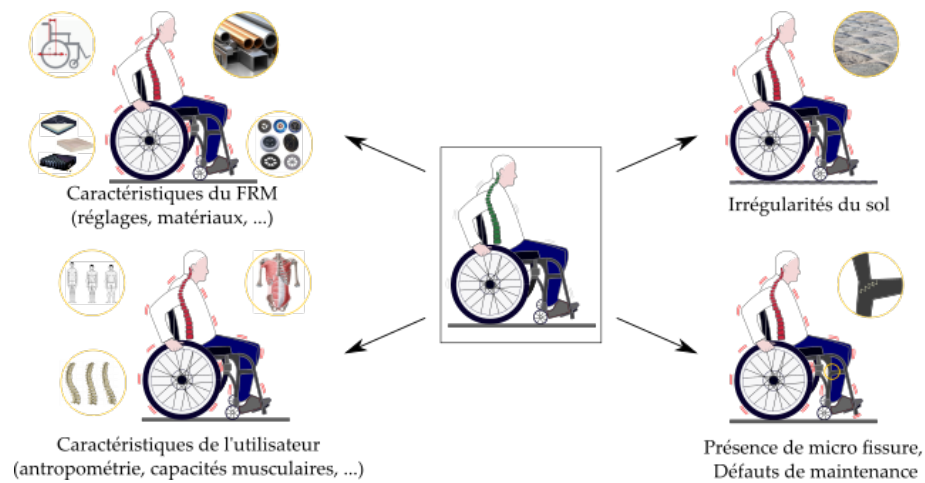 Caractéristiques du FRM
(réglages, matériaux, ...)
Irrégularités du sol
Caractéristiques de l'utilisateur
(antropométrie, capacités musculaires, ...)
Présence de micro fissure,
Défauts de maintenance